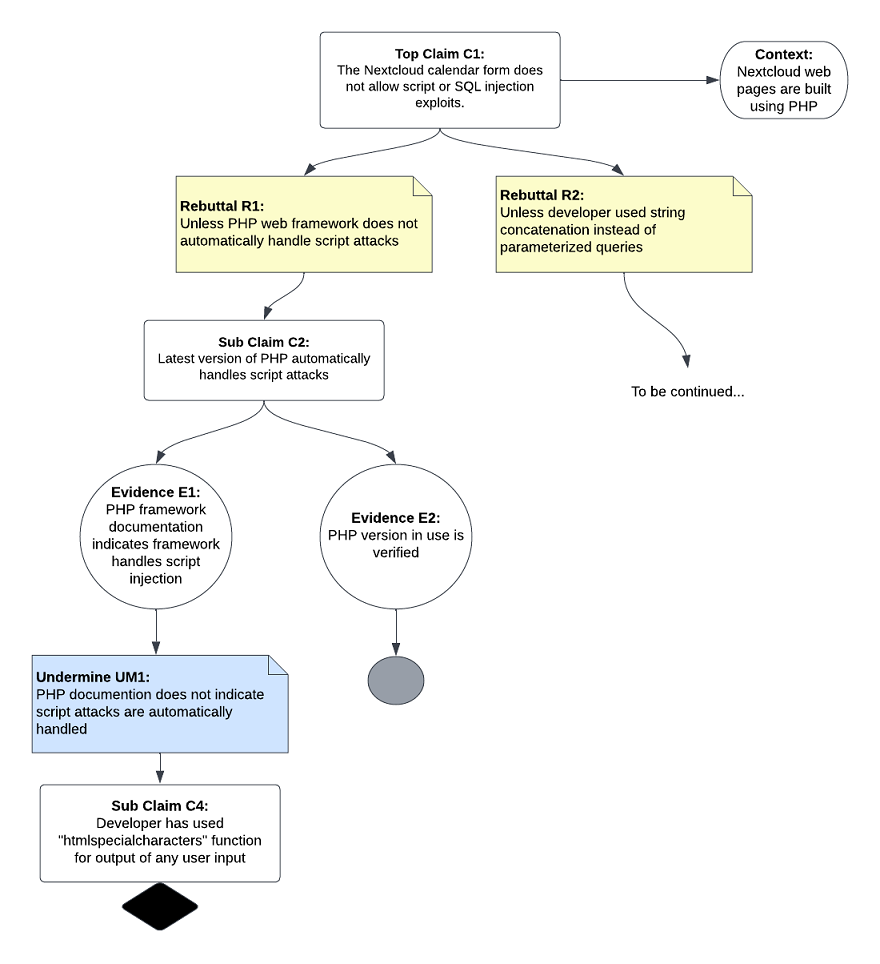 Top Claim C1:
The Nextcloud calendar form does
not allow script or SQL injection
exploits.
Context:
Nextcloud web
pages are built
using PHP
Rebuttal R1:
Unless PHP web framework does not
automatically handle script attacks
Rebuttal R2:
Unless developer used string
concatenation instead of
parameterized queries
Sub Claim C2:
Latest version of PHP automatically
handles script attacks
To be continued...
Evidence E1:
PHP framework
documentation
indicates framework
handles script
injection
Evidence E2:
PHP version in use is
verified
Undermine UM1:
PHP documention does not indicate
script attacks are automatically
handled
Sub Claim C4:
Developer has used
"htmlspecialcharacters" function
for output of any user input